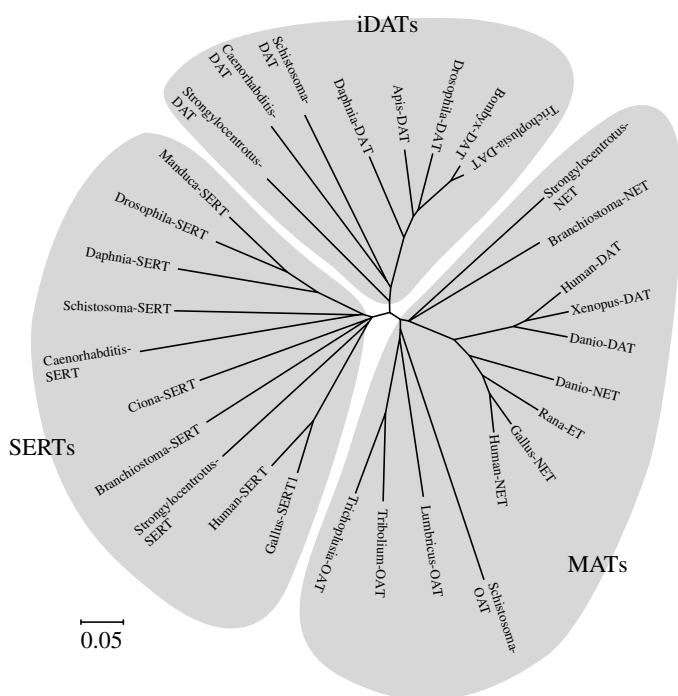 iDATs
Schistosoma-
DAT
Caenorhabditis-
DAT
Strongylocentrotus-
DAT
Daphnia-DAT
Apis-DAT
Drosophila-DAT
Bombyx-DAT
Trichoplusia-DAT
Strongylocentrotus-
NET
Branchiostoma-NET
Human-DAT
Xenopus-DAT
Danio-DAT
Danio-NET
Rana-ET
Gallus-NET
Human-NET
MATs
Schistosoma-
OAT
Lumbricus-OAT
Tribolium-OAT
Trichoplusia-OAT
Manduca-SERT
Drosophila-SERT
Daphnia-SERT
Schistosoma-SERT
Caenorhabditis-
SERT
Ciona-SERT
SERTs
Branchiostoma-SERT
Strongylocentrotus-
SERT
Human-SERT
Gallus-SERT1
0.05